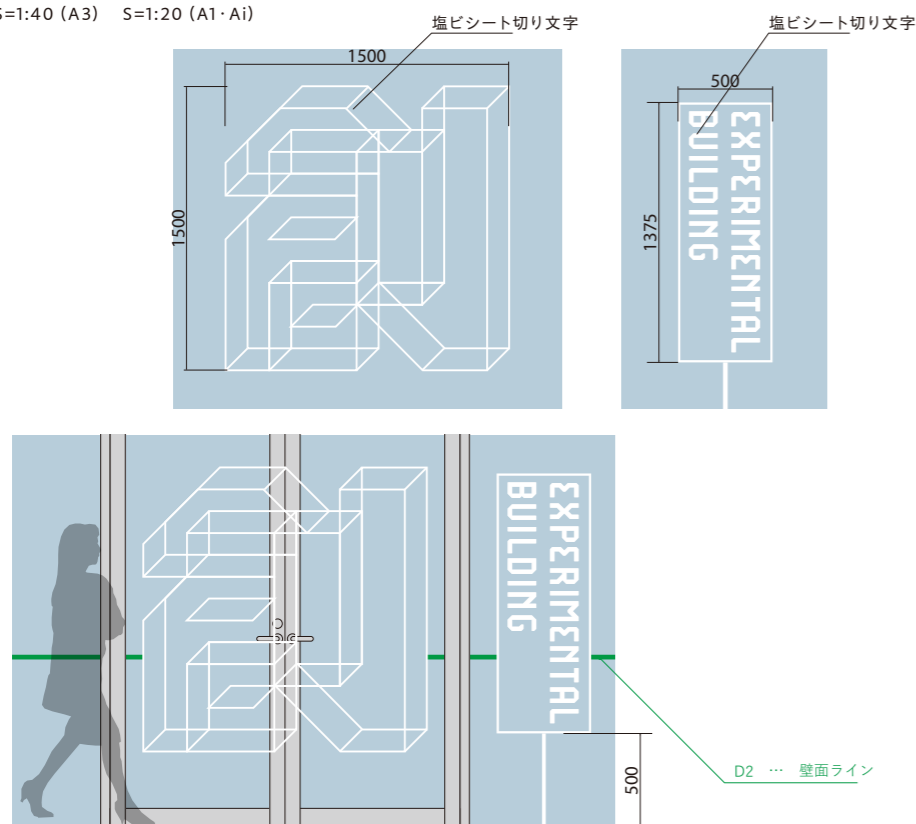 S=1:40 (A3) S=1:20 (A1·Ai)
塩ビシート切り文字
1500
1500
塩ビシート切り文字
500
1375
EXPERIMENTAL
BUILDING
創
EXPERIMENTAL
BUILDING
D2 … 壁面ライン
500